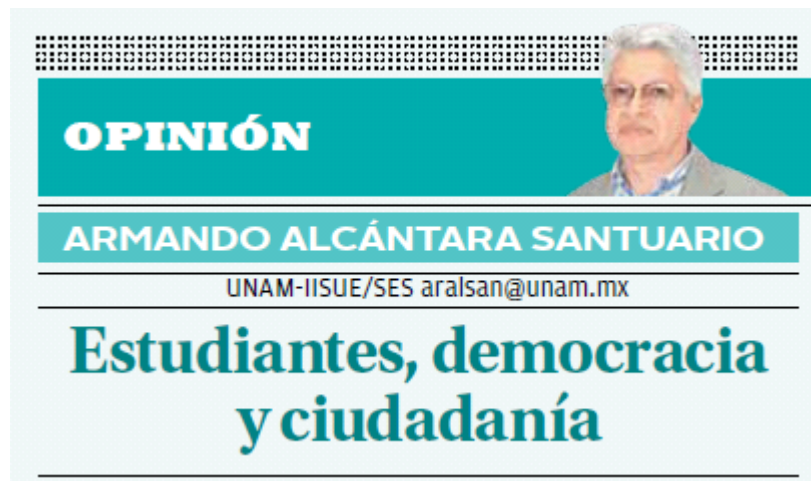 OPINIÓN
ARMANDO ALCÁNTARA SANTUARIO
UNAM-IISUE/SES aralsan@unam.mx
Estudiantes, democracia
y ciudadanía